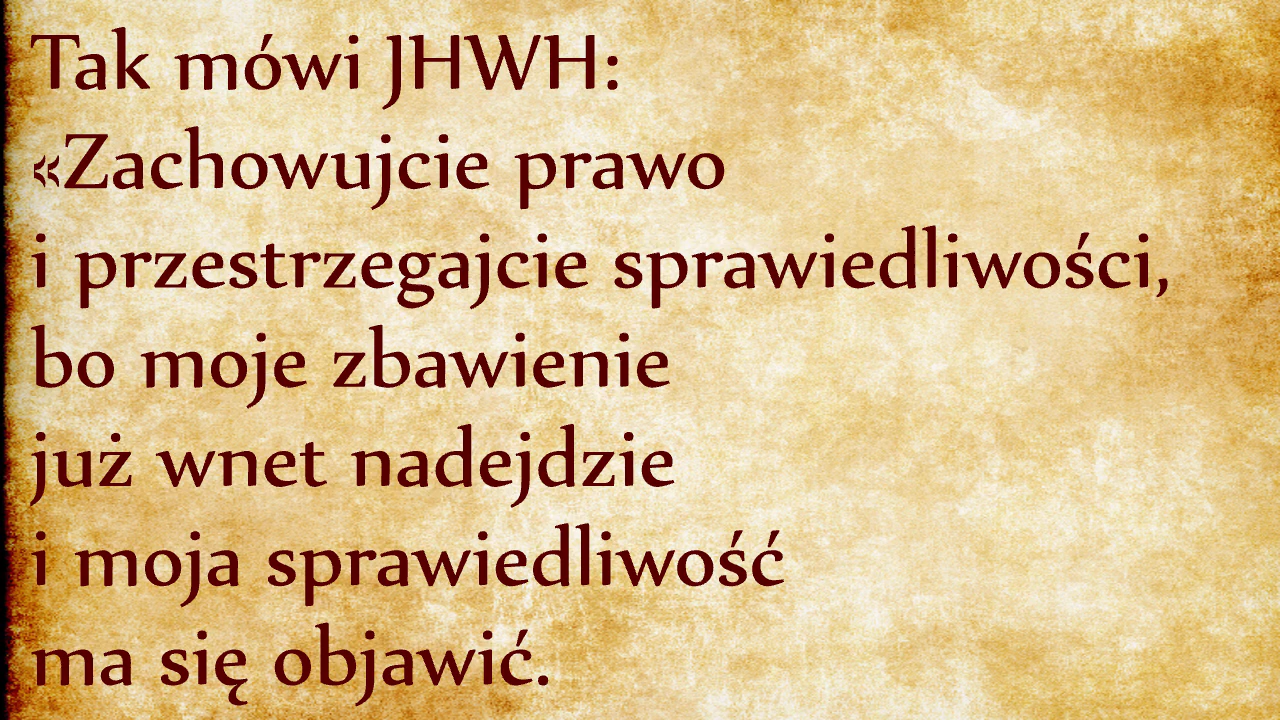 Tak mówi JHWH:
«Zachowujcie prawo
i przestrzegajcie sprawiedliwości,
bo moje zbawienie
już wnet nadejdzie
i moja sprawiedliwość
ma się objawić.